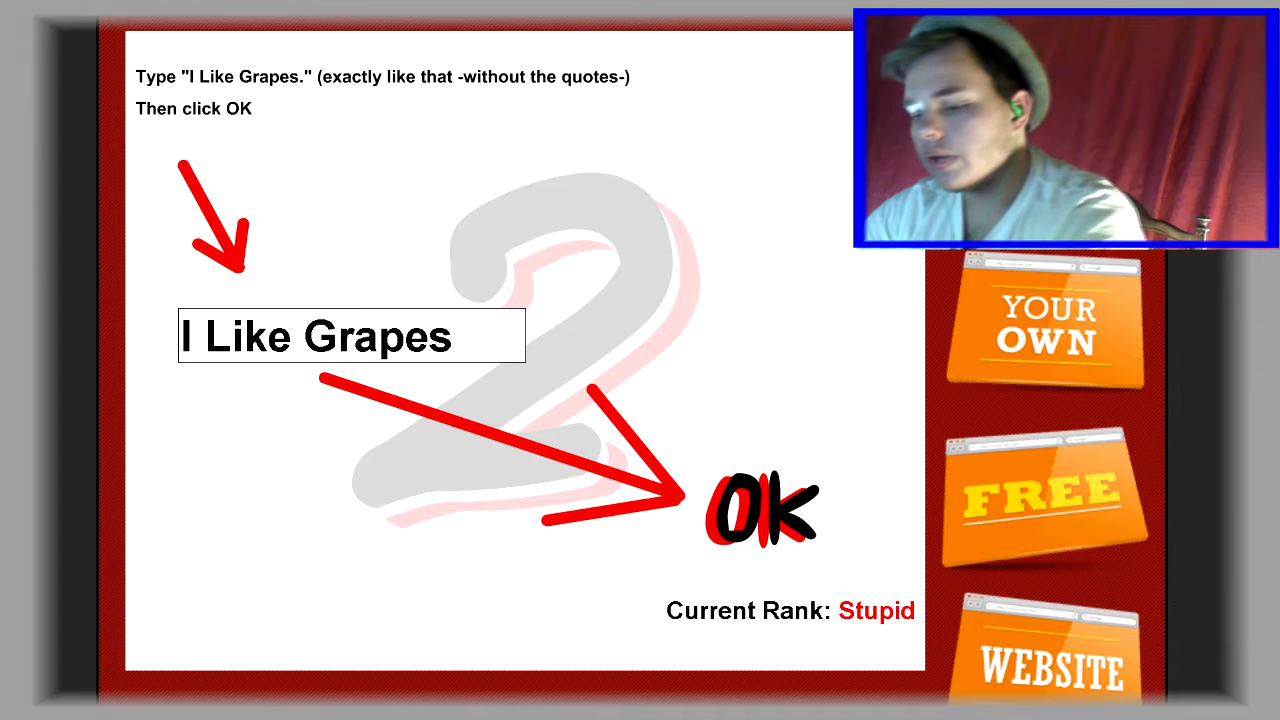 Type "I Like Grapes." (exactly like that -without the quotes-)
Then click OK
I Like Grapes
OK
Current Rank: Stupid
2
YOUR
OWN
FREE
WEBSITE